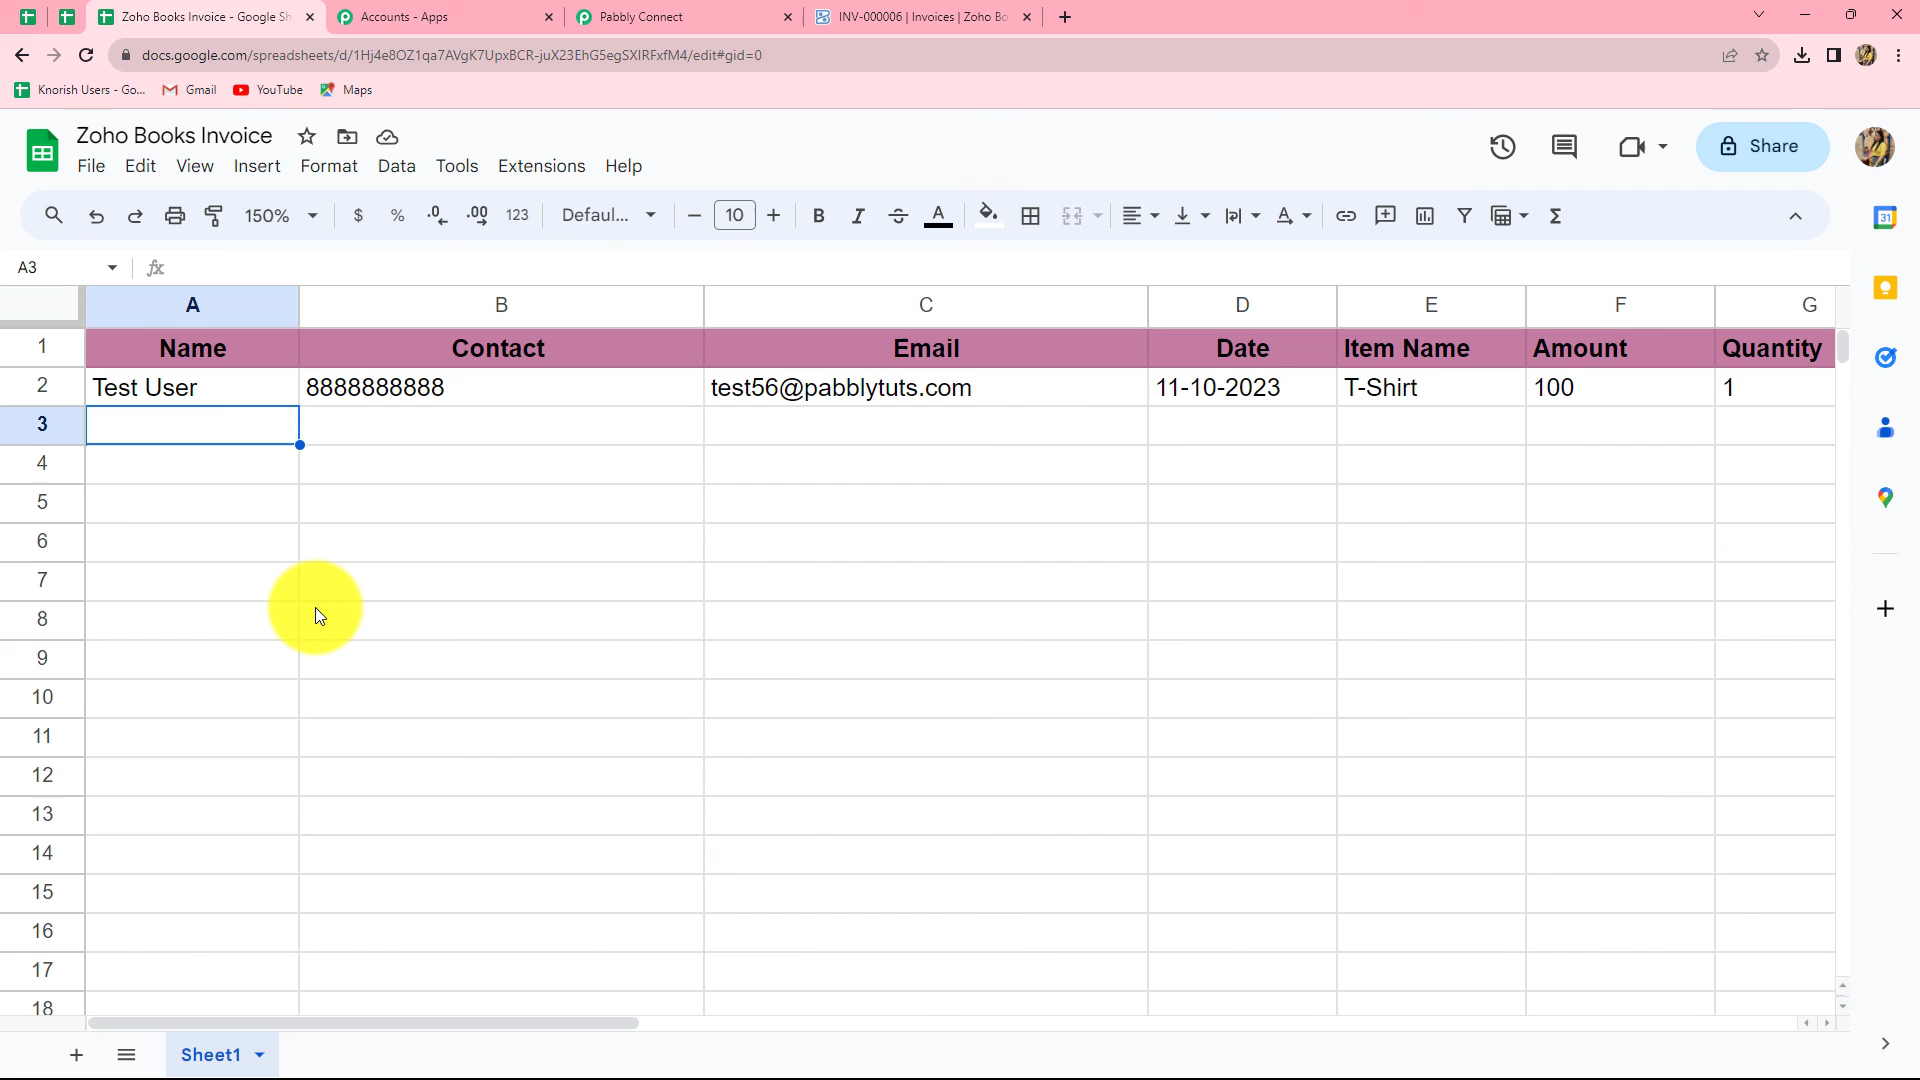 Zoho Books Invoice - Google Sh
Accounts - Apps
Pabbly Connect
INV-000006 | Invoices | Zoho Bo
docs.google.com/spreadsheets/d/1Hj4e8OZ1qa7AVgK7UpxBCR-juX23EhG5egSXIRFxfM4/edit#gid=0
Knorish Users - Go...
Gmail
YouTube
Maps
Zoho Books Invoice
File Edit View Insert Format Data Tools Extensions Help
Share
150% $ % .0 .00 123 Defaul... 10 B I S A Σ
31
A3 fx
A B C D E F G
1 Name Contact Email Date Item Name Amount Quantity
2 Test User 8888888888 test56@pabblytuts.com 11-10-2023 T-Shirt 100 1
3
4
5
6
7
8
9
10
11
12
13
14
15
16
17
18
Sheet1